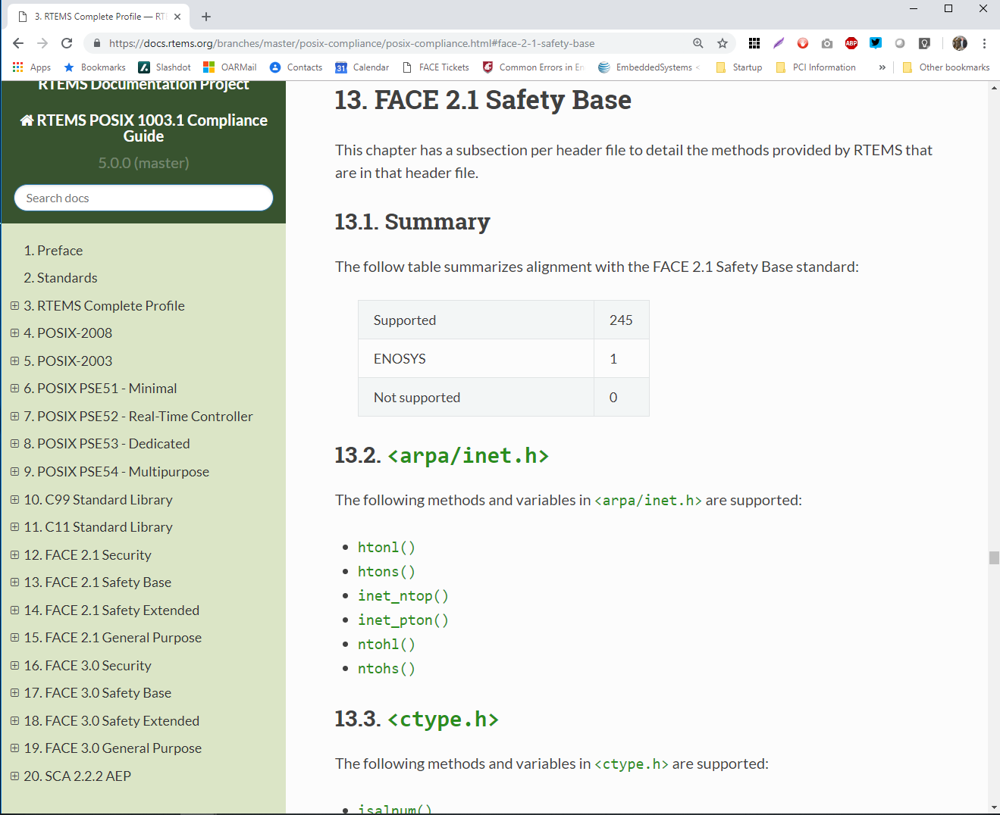 3. RTEMS Complete Profile — RT
https://docs.rtems.org/branches/master/posix-compliance/posix-compliance.html#face-2-1-safety-base
ABP
Apps
Bookmarks
Slashdot
OARMail
Contacts
31
Calendar
FACE Tickets
Common Errors in En
EmbeddedSystems
Startup
PCI Information
»
Other bookmarks
RTEMS Documentation Project
RTEMS POSIX 1003.1 Compliance
Guide
5.0.0 (master)
Search docs
1. Preface
2. Standards
3. RTEMS Complete Profile
4. POSIX-2008
5. POSIX-2003
6. POSIX PSE51 - Minimal
7. POSIX PSE52 - Real-Time Controller
8. POSIX PSE53 - Dedicated
9. POSIX PSE54 - Multipurpose
10. C99 Standard Library
11. C11 Standard Library
12. FACE 2.1 Security
13. FACE 2.1 Safety Base
14. FACE 2.1 Safety Extended
15. FACE 2.1 General Purpose
16. FACE 3.0 Security
17. FACE 3.0 Safety Base
18. FACE 3.0 Safety Extended
19. FACE 3.0 General Purpose
20. SCA 2.2.2 AEP
13. FACE 2.1 Safety Base
This chapter has a subsection per header file to detail the methods provided by RTEMS that
are in that header file.
13.1. Summary
The follow table summarizes alignment with the FACE 2.1 Safety Base standard:
Supported 245
ENOSYS 1
Not supported 0
13.2. <arpa/inet.h>
The following methods and variables in <arpa/inet.h> are supported:
• htonl()
• htons()
• inet_ntop()
• inet_pton()
• ntohl()
• ntohs()
13.3. <ctype.h>
The following methods and variables in <ctype.h> are supported:
• isalnum()